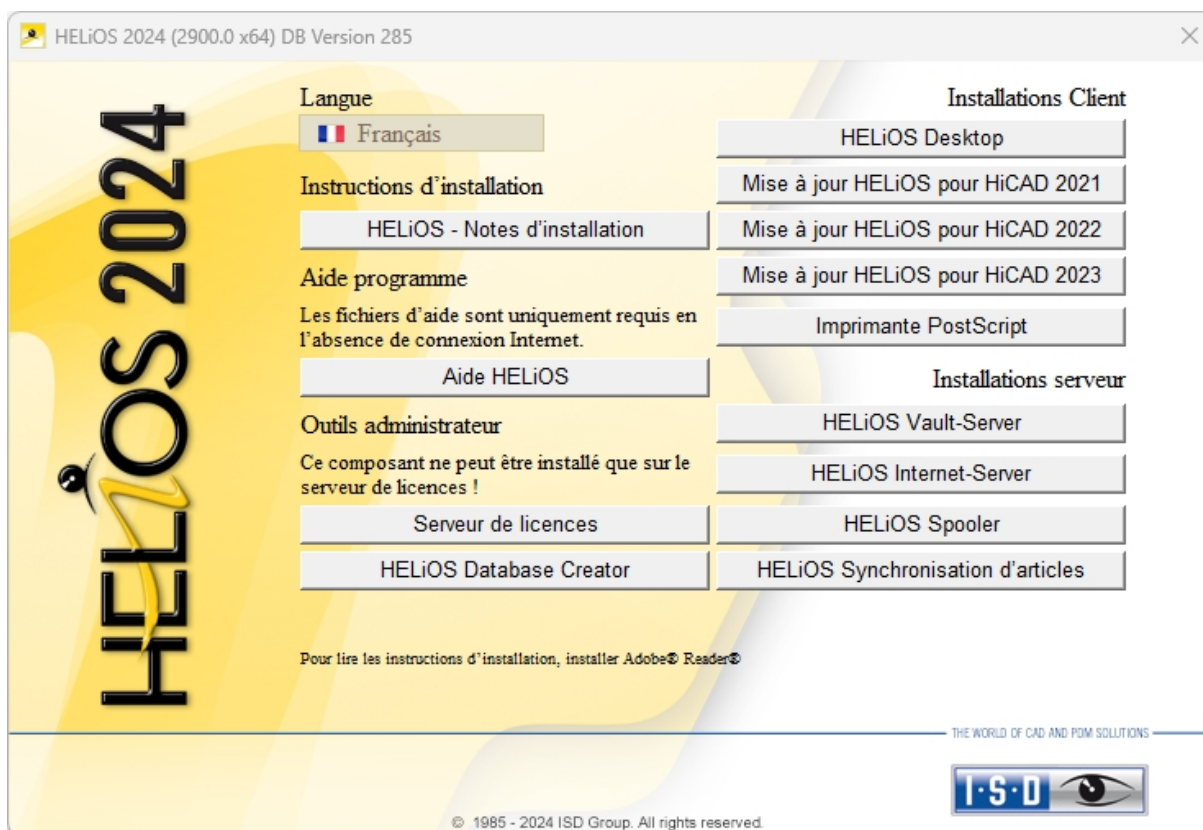 HELiOS 2024 (2900.0 x64) DB Version 285
HELiOS 2024
Langue
Français
Instructions d'installation
HELiOS - Notes d'installation
Aide programme
Les fichiers d'aide sont uniquement requis en
l'absence de connexion Internet.
Aide HELiOS
Outils administrateur
Ce composant ne peut être installé que sur le
serveur de licences !
Serveur de licences
HELiOS Database Creator
Installations Client
HELiOS Desktop
Mise à jour HELiOS pour HiCAD 2021
Mise à jour HELiOS pour HiCAD 2022
Mise à jour HELiOS pour HiCAD 2023
Imprimante PostScript
Installations serveur
HELiOS Vault-Server
HELiOS Internet-Server
HELiOS Spooler
HELiOS Synchronisation d'articles
Pour lire les instructions d'installation, installer Adobe® Reader®
THE WORLD OF CAD AND PDM SOLUTIONS
I·S·D
© 1985 - 2024 ISD Group. All rights reserved.